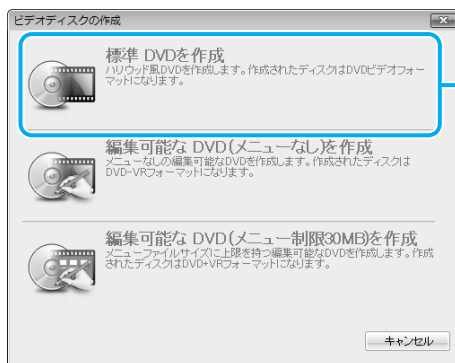 ビデオディスクの作成
標準 DVDを作成
ハリウッド風DVDを作成します。作成されたディスクはDVDビデオフォー
マットになります。
編集可能な DVD(メニューなし)を作成
メニューなしの編集可能なDVDを作成します。作成されたディスクは
DVD-VRフォーマットになります。
編集可能な DVD(メニュー制限30MB)を作成
メニューファイルサイズに上限を持つ編集可能なDVDを作成します。作成
されたディスクはDVD+VRフォーマットになります。
キャンセル